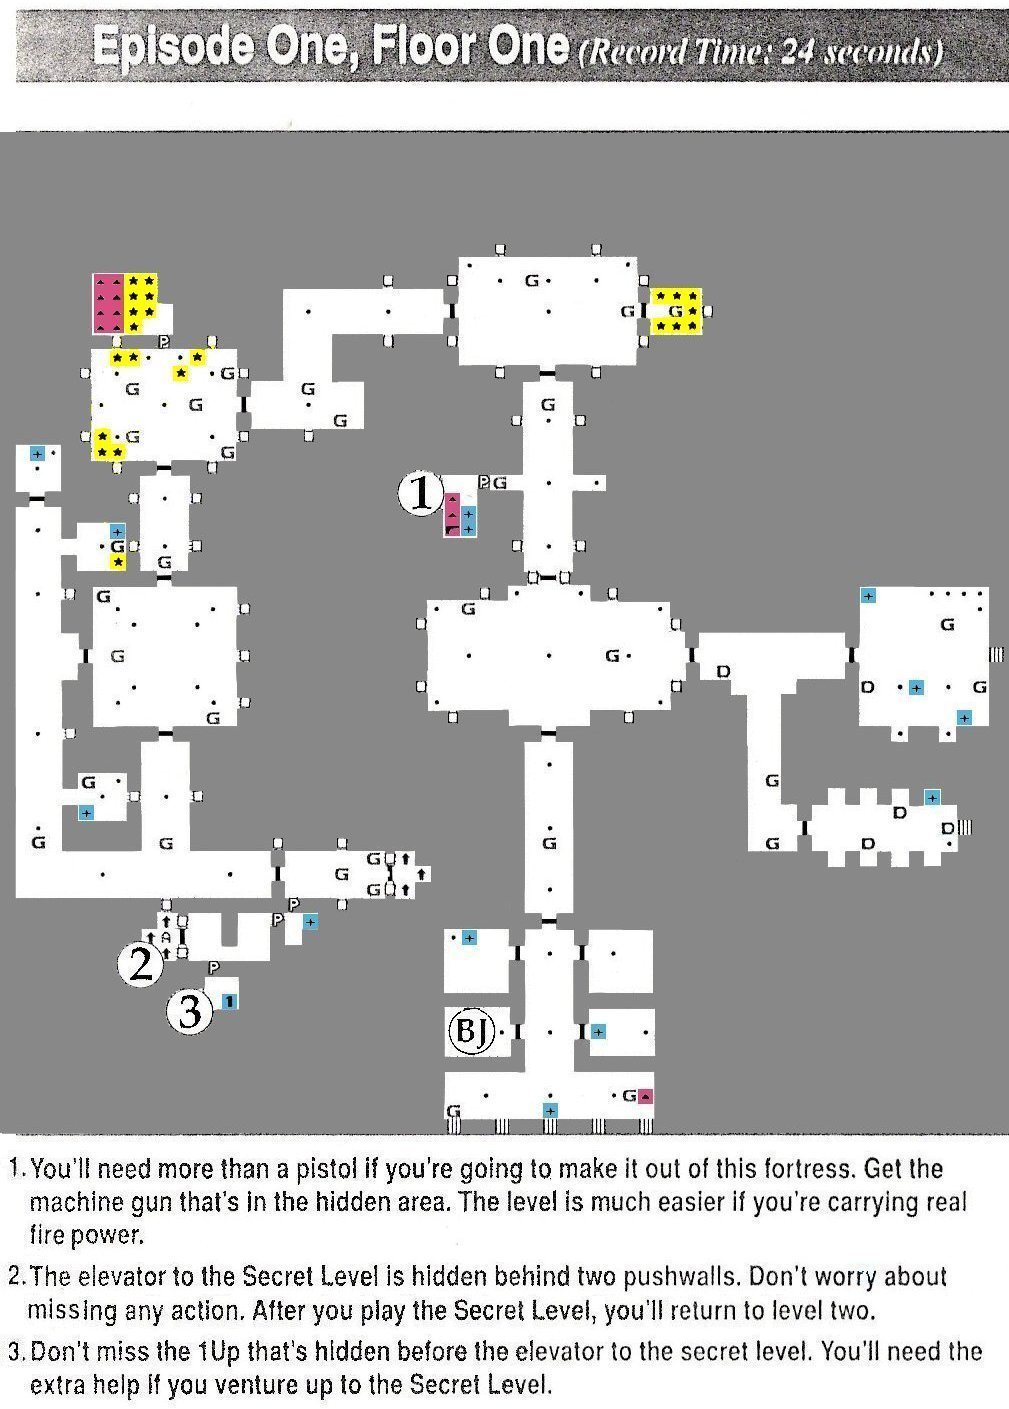 Episode One, Floor One (Record Time: 24 seconds)
G
G G
G
G G G
G G
G
P
G
G
P G
1
G
G
G
G
G
G
G
G
D
G
D G
G
G
D
G G
D
G G G
G
G
G
P
P
A
2
P
1
3
BJ
G
G
1. You'll need more than a pistol if you're going to make it out of this fortress. Get the
machine gun that's in the hidden area. The level is much easier if you're carrying real
fire power.
2. The elevator to the Secret Level is hidden behind two pushwalls. Don't worry about
missing any action. After you play the Secret Level, you'll return to level two.
3. Don't miss the 1Up that's hidden before the elevator to the secret level. You'll need the
extra help if you venture up to the Secret Level.